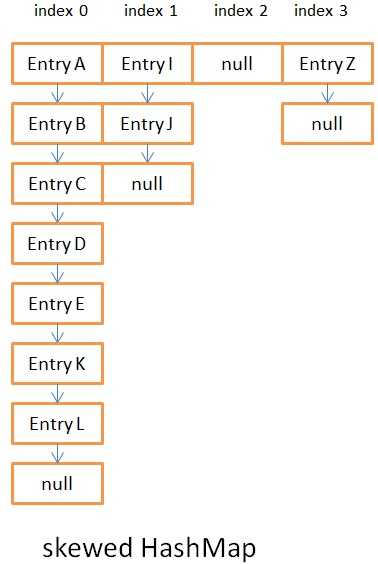 index 0 index 1 index 2 index 3
Entry A Entry I null Entry Z
Entry B Entry J null
Entry C null
Entry D
Entry E
Entry K
Entry L
null
skewed HashMap